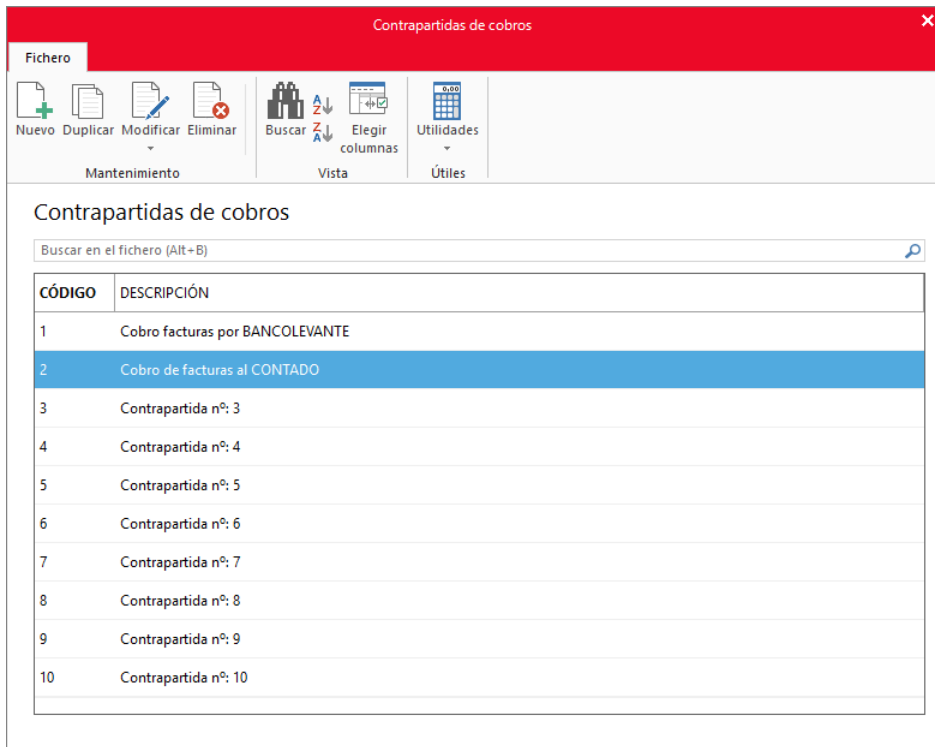 Contrapartidas de cobros
Fichero
Nuevo Duplicar Modificar Eliminar
Buscar
A
Z
Z
A
Elegir
columnas
0,00
Utilidades
Mantenimiento
Vista
Útiles
Contrapartidas de cobros
Buscar en el fichero (Alt+B)
CÓDIGO DESCRIPCIÓN
1 Cobro facturas por BANCOLEVANTE
2 Cobro de facturas al CONTADO
3 Contrapartida nº: 3
4 Contrapartida nº: 4
5 Contrapartida nº: 5
6 Contrapartida nº: 6
7 Contrapartida nº: 7
8 Contrapartida nº: 8
9 Contrapartida nº: 9
10 Contrapartida nº: 10